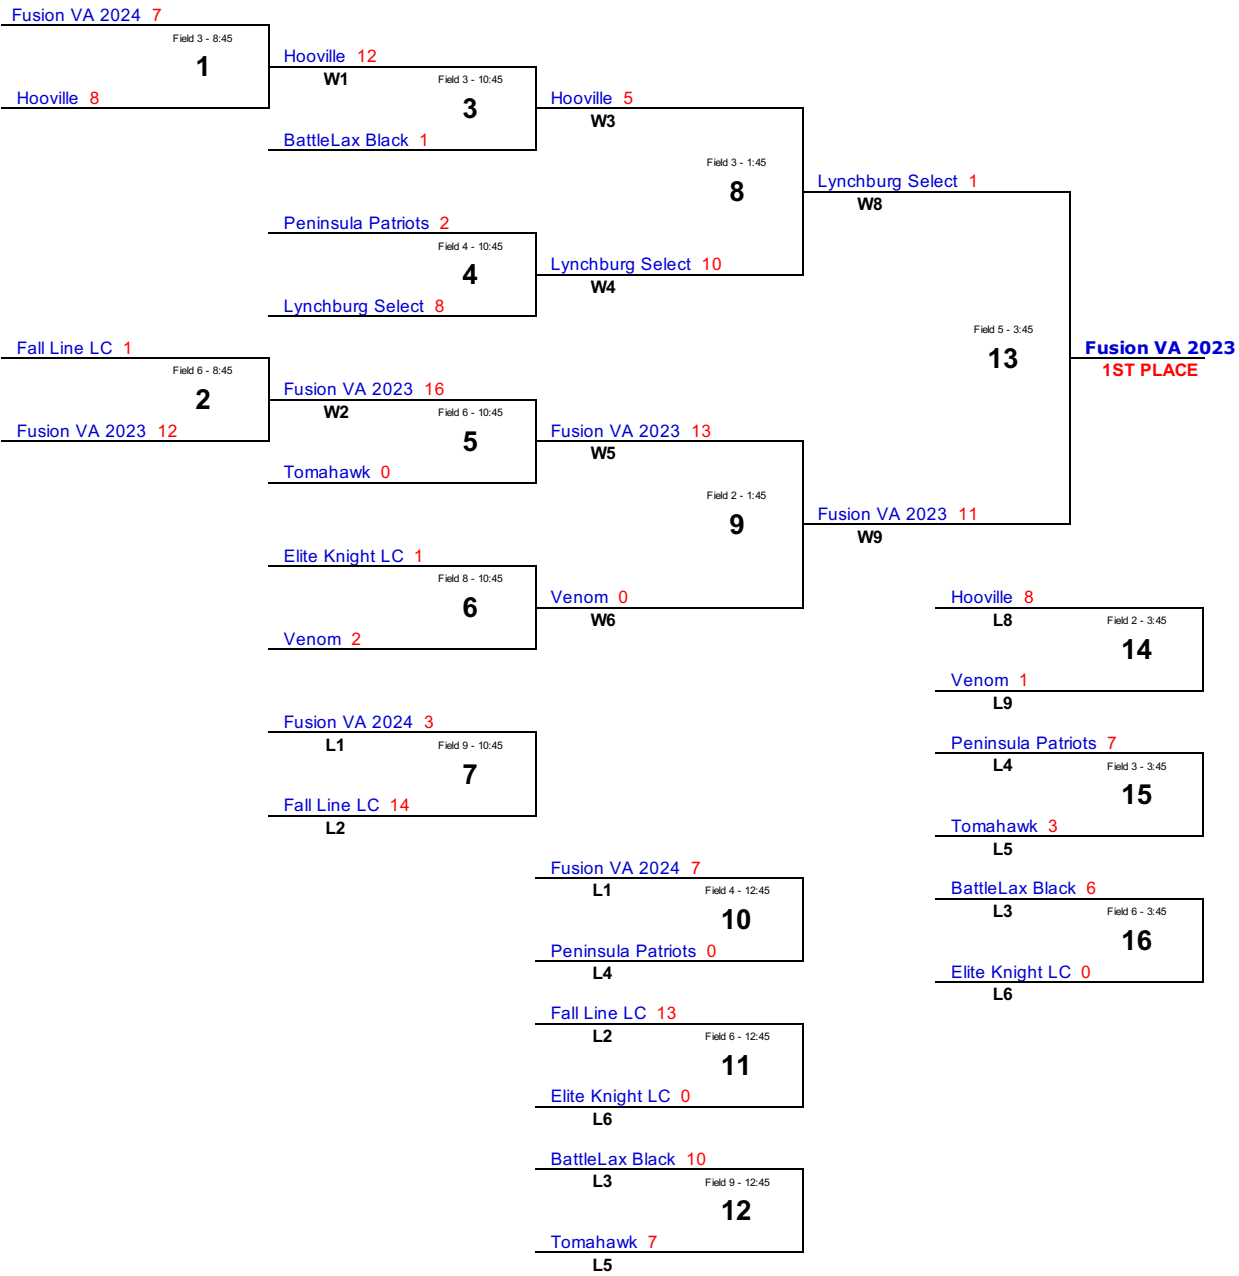 Fusion VA 2024 7
Field 3 - 8:45
1
Hooville 8
Hooville 12
W1
Field 3 - 10:45
3
BattleLax Black 1
Hooville 5
W3
Field 3 - 1:45
8
Peninsula Patriots 2
Field 4 - 10:45
4
Lynchburg Select 8
Lynchburg Select 10
W4
Lynchburg Select 1
W8
Field 5 - 3:45
13
Fusion VA 2023
1ST PLACE
Fall Line LC 1
Field 6 - 8:45
2
Fusion VA 2023 12
Fusion VA 2023 16
W2
Field 6 - 10:45
5
Tomahawk 0
Fusion VA 2023 13
W5
Field 2 - 1:45
9
Fusion VA 2023 11
W9
Elite Knight LC 1
Field 8 - 10:45
6
Venom 2
Venom 0
W6
Hooville 8
L8
Field 2 - 3:45
14
Venom 1
L9
Fusion VA 2024 3
L1
Field 9 - 10:45
7
Fall Line LC 14
L2
Peninsula Patriots 7
L4
Field 3 - 3:45
15
Tomahawk 3
L5
Fusion VA 2024 7
L1
Field 4 - 12:45
10
Peninsula Patriots 0
L4
BattleLax Black 6
L3
Field 6 - 3:45
16
Elite Knight LC 0
L6
Fall Line LC 13
L2
Field 6 - 12:45
11
Elite Knight LC 0
L6
BattleLax Black 10
L3
Field 9 - 12:45
12
Tomahawk 7
L5